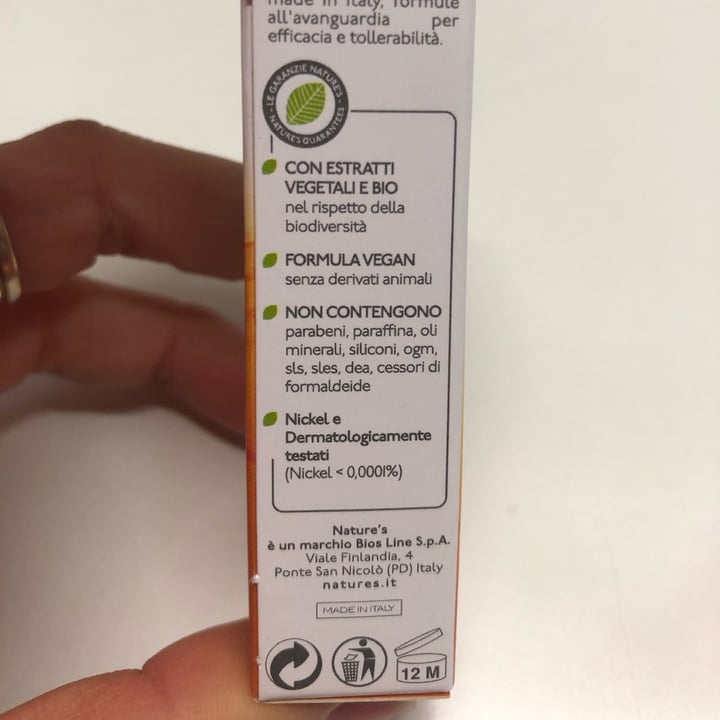 made in Italy, formule
all'avanguardia per
efficacia e tollerabilità.
LE GARANZIE NATURE'S
NATURE'S GUARANTEES
CON ESTRATTI
VEGETALI E BIO
nel rispetto della
biodiversità
FORMULA VEGAN
senza derivati animali
NON CONTENGONO
parabeni, paraffina, oli
minerali, siliconi, ogm,
sls, sles, dea, cessori di
formaldeide
Nickel e
Dermatologicamente
testati
(Nickel < 0,0001%)
Nature's
è un marchio Bios Line S.p.A.
Viale Finlandia, 4
Ponte San Nicolò (PD) Italy
natures.it
MADE IN ITALY
12 M